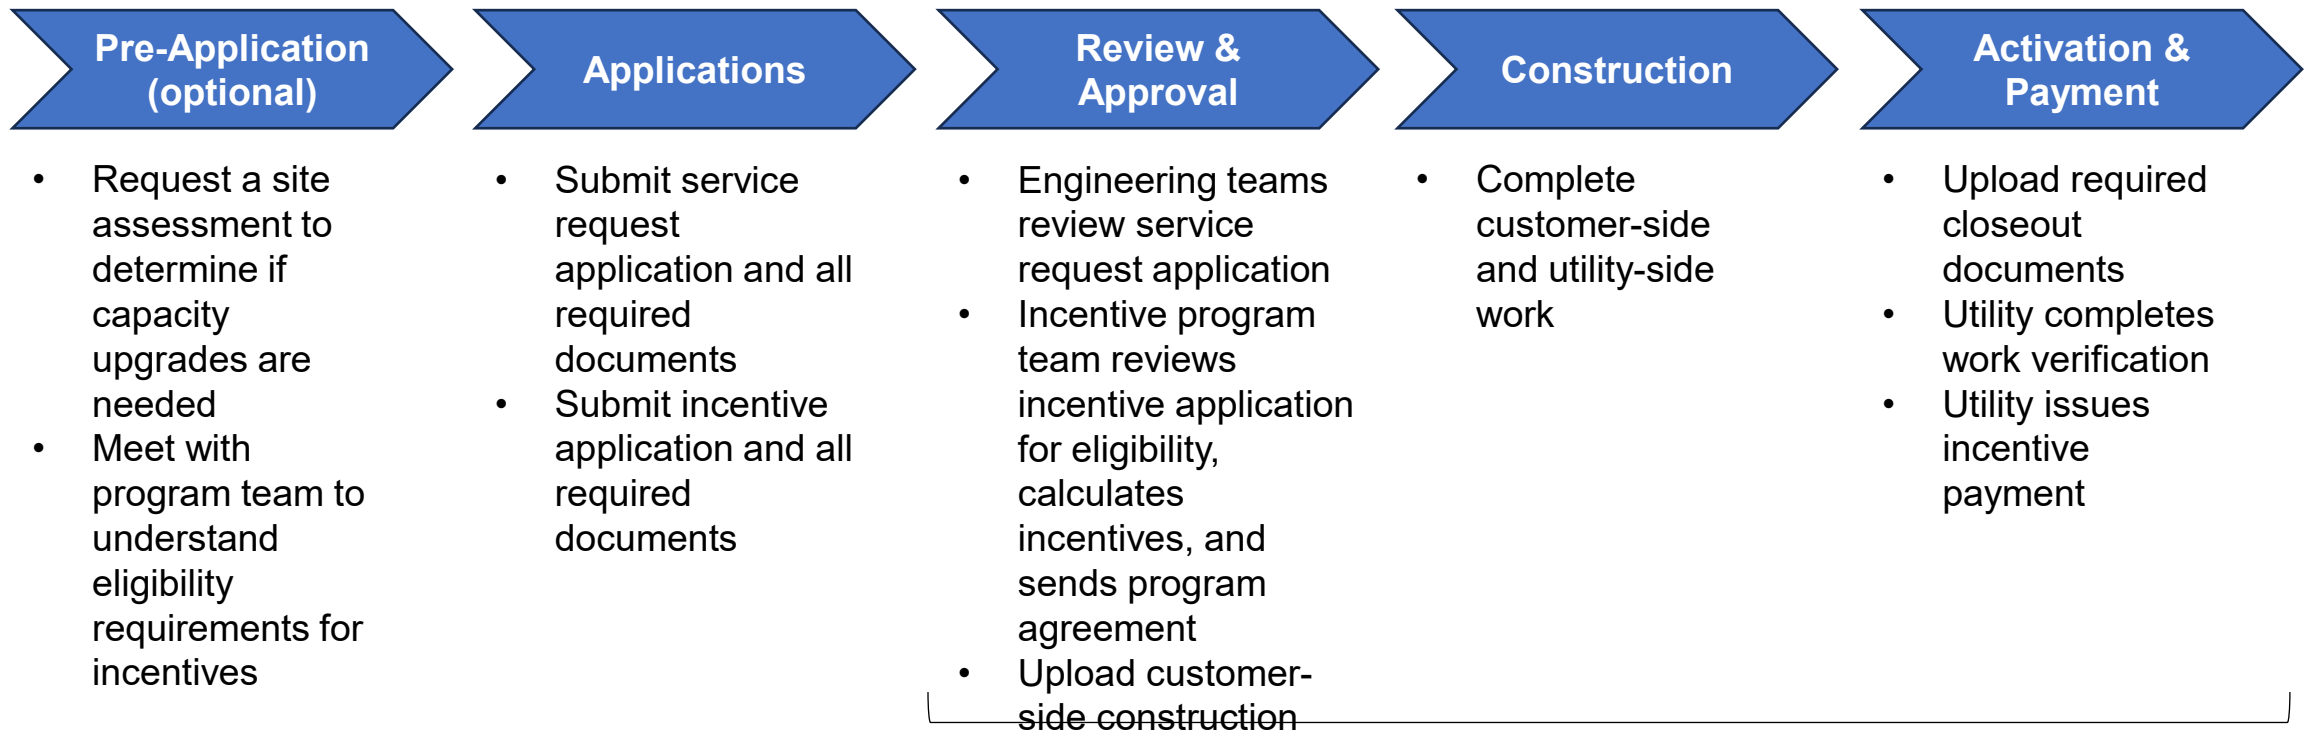 Pre-Application
(optional)
• Request a site
assessment to
determine if
capacity
upgrades are
needed
• Meet with
program team to
understand
eligibility
requirements for
incentives
Applications
• Submit service
request
application and all
required
documents
• Submit incentive
application and all
required
documents
Review &
Approval
• Engineering teams
review service
request application
• Incentive program
team reviews
incentive application
for eligibility,
calculates
incentives, and
sends program
agreement
• Upload customer-
side construction
Construction
• Complete
customer-side
and utility-side
work
Activation &
Payment
• Upload required
closeout
documents
• Utility completes
work verification
• Utility issues
incentive
payment